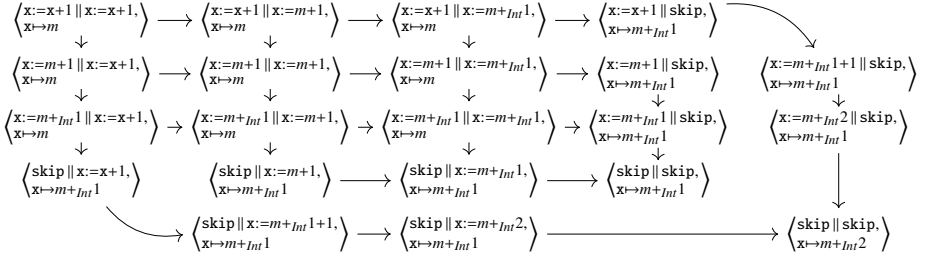 ⟨x:=x+1 || x:=x+1, x↦m⟩ → ⟨x:=x+1 || x:=m+1, x↦m⟩ → ⟨x:=x+1 || x:=m+Int1, x↦m⟩ → ⟨x:=x+1 || skip, x↦m+Int1⟩
⟨x:=m+1 || x:=x+1, x↦m⟩ → ⟨x:=m+1 || x:=m+1, x↦m⟩ → ⟨x:=m+1 || x:=m+Int1, x↦m⟩ → ⟨x:=m+1 || skip, x↦m+Int1⟩ ⟨x:=m+Int1+1 || skip, x↦m+Int1⟩
⟨x:=m+Int1 || x:=x+1, x↦m⟩ → ⟨x:=m+Int1 || x:=m+1, x↦m⟩ → ⟨x:=m+Int1 || x:=m+Int1, x↦m⟩ → ⟨x:=m+Int1 || skip, x↦m+Int1⟩ ⟨x:=m+Int2 || skip, x↦m+Int1⟩
⟨skip || x:=x+1, x↦m+Int1⟩ ⟨skip || x:=m+1, x↦m+Int1⟩ → ⟨skip || x:=m+Int1, x↦m+Int1⟩ → ⟨skip || skip, x↦m+Int1⟩
⟨skip || x:=m+Int1+1, x↦m+Int1⟩ → ⟨skip || x:=m+Int2, x↦m+Int1⟩ → ⟨skip || skip, x↦m+Int2⟩